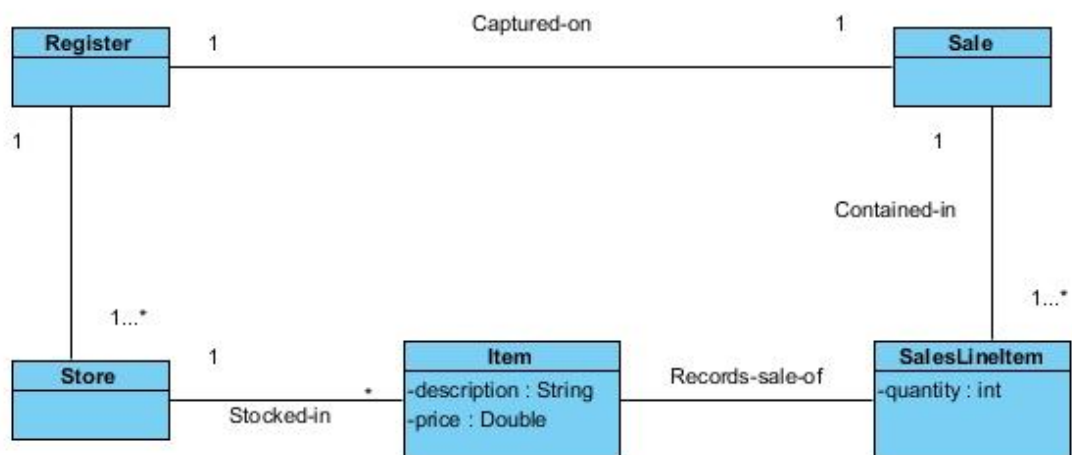 Captured-on
Register
1
1
Sale
1
1
Contained-in
1...*
1...*
Store
1
*
Stocked-in
Item
-description : String
-price : Double
Records-sale-of
SalesLineItem
-quantity : int